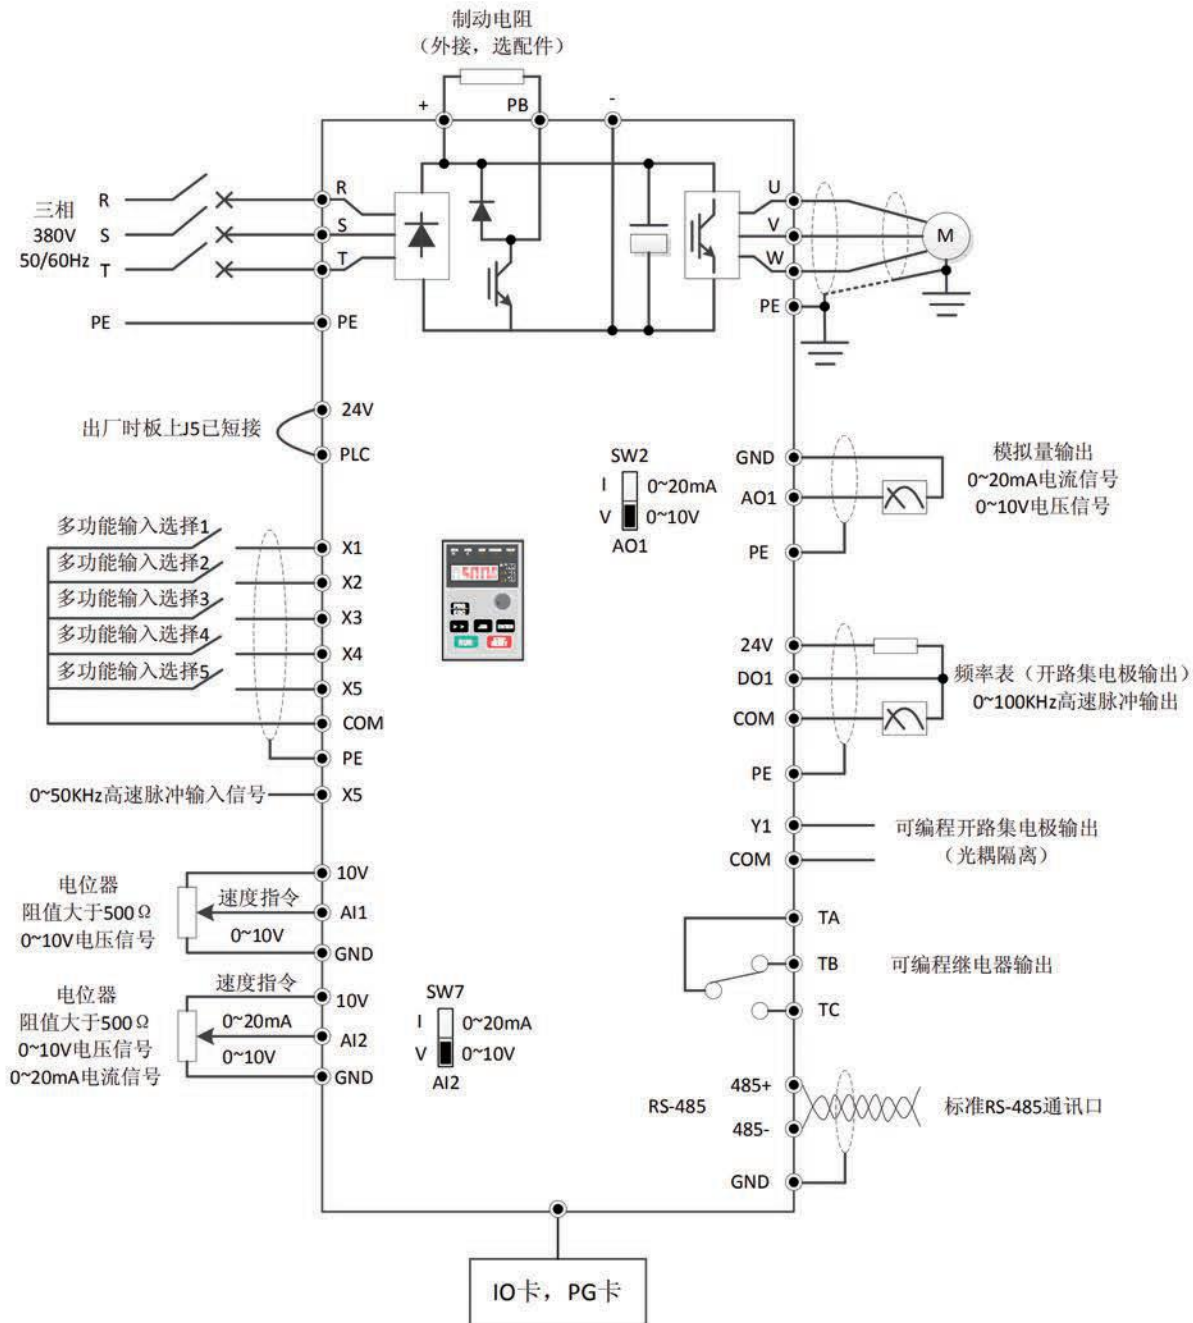 制动电阻
（外接，选配件）
+
PB
-
三相
380V
50/60Hz
R
S
T
PE
R
S
T
PE
U
V
W
PE
M
出厂时板上J5已短接
24V
PLC
多功能输入选择1
多功能输入选择2
多功能输入选择3
多功能输入选择4
多功能输入选择5
X1
X2
X3
X4
X5
COM
PE
0~50KHz高速脉冲输入信号
X5
SW2
I 0~20mA
V 0~10V
AO1
GND
AO1
PE
模拟量输出
0~20mA电流信号
0~10V电压信号
24V
DO1
COM
PE
频率表（开路集电极输出）
0~100KHz高速脉冲输出
Y1
COM
可编程开路集电极输出
（光耦隔离）
电位器
阻值大于500Ω
0~10V电压信号
速度指令
0~10V
10V
AI1
GND
电位器
阻值大于500Ω
0~10V电压信号
0~20mA电流信号
速度指令
0~20mA
0~10V
10V
AI2
GND
SW7
I 0~20mA
V 0~10V
AI2
TA
TB
TC
可编程继电器输出
RS-485
485+
485-
GND
标准RS-485通讯口
IO卡，PG卡